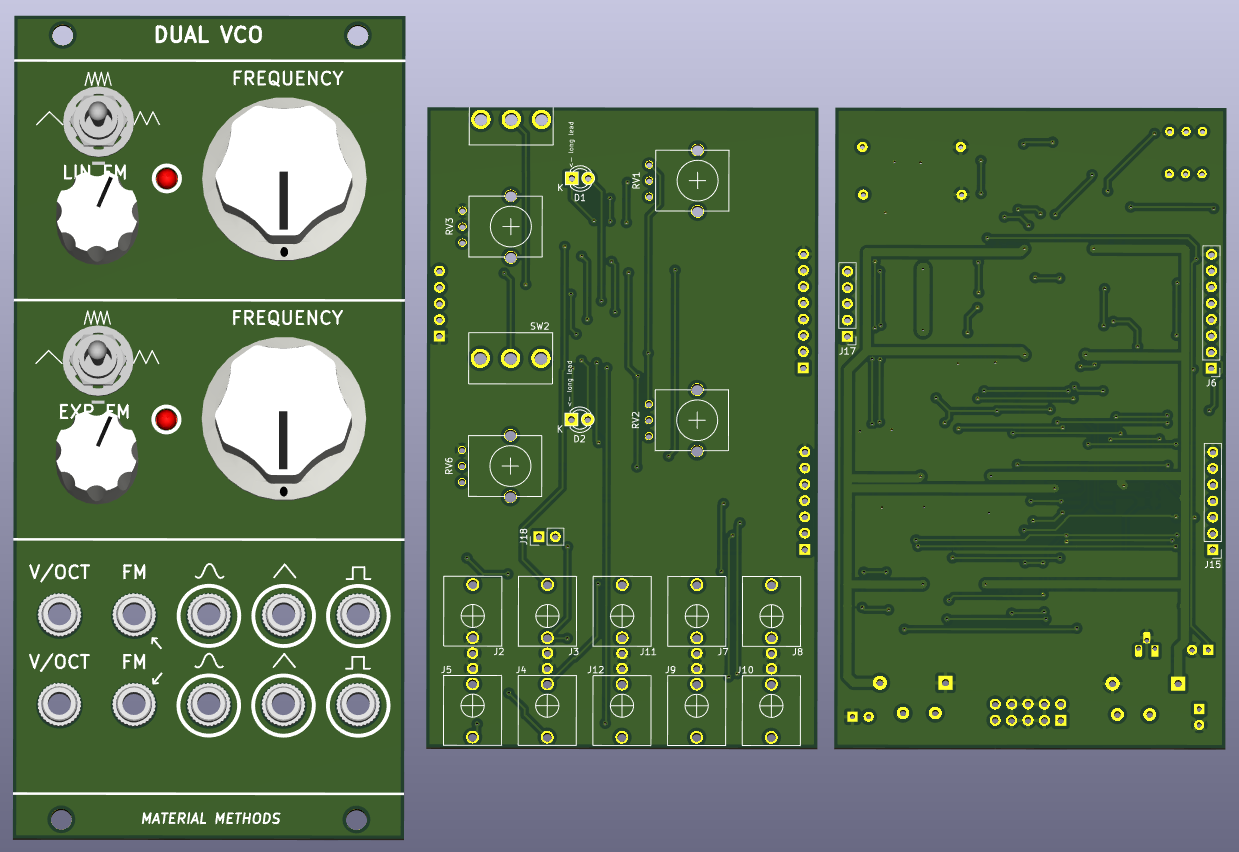 DUAL VCO
FREQUENCY
LIN FM
FREQUENCY
EXP FM
V/OCT FM
V/OCT FM
MATERIAL METHODS
<- long lead
K
D1
RV1
RV3
SW2
<- long lead
K
D2
RV2
RV6
J18
J2 J3 J11 J7 J8
J5 J4 J12 J9 J10
J17
J6
J15